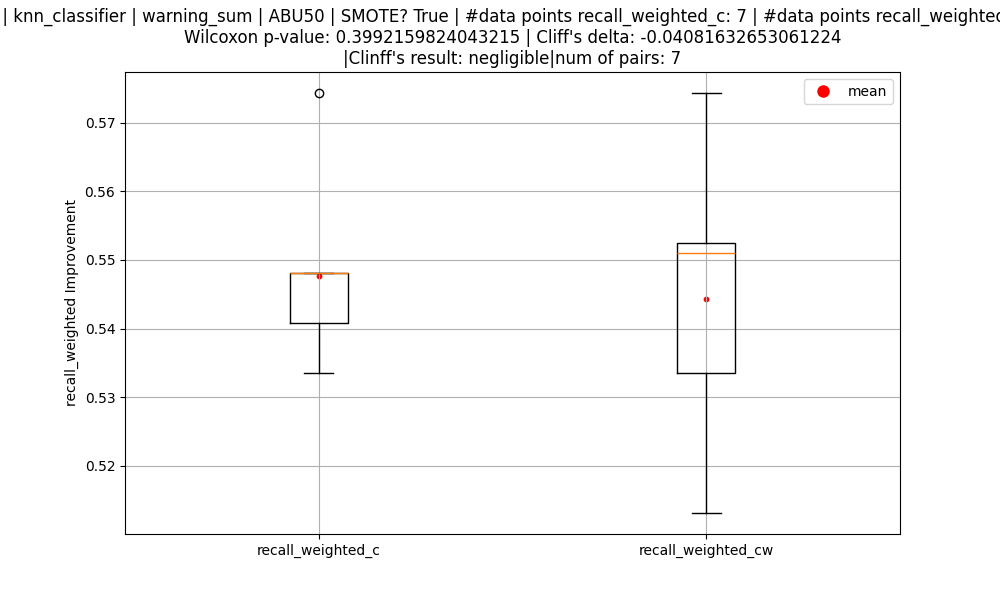 | knn_classifier | warning_sum | ABU50 | SMOTE? True | #data points recall_weighted_c: 7 | #data points
Wilcoxon p-value: 0.3992159824043215 | Cliff's delta: -0.04081632653061224
|Clinff's result: negligible|num of pairs: 7
mean
0.57
0.56
0.55
0.54
0.53
0.52
recall_weighted Improvement
recall_weighted_c
recall_weighted_cw